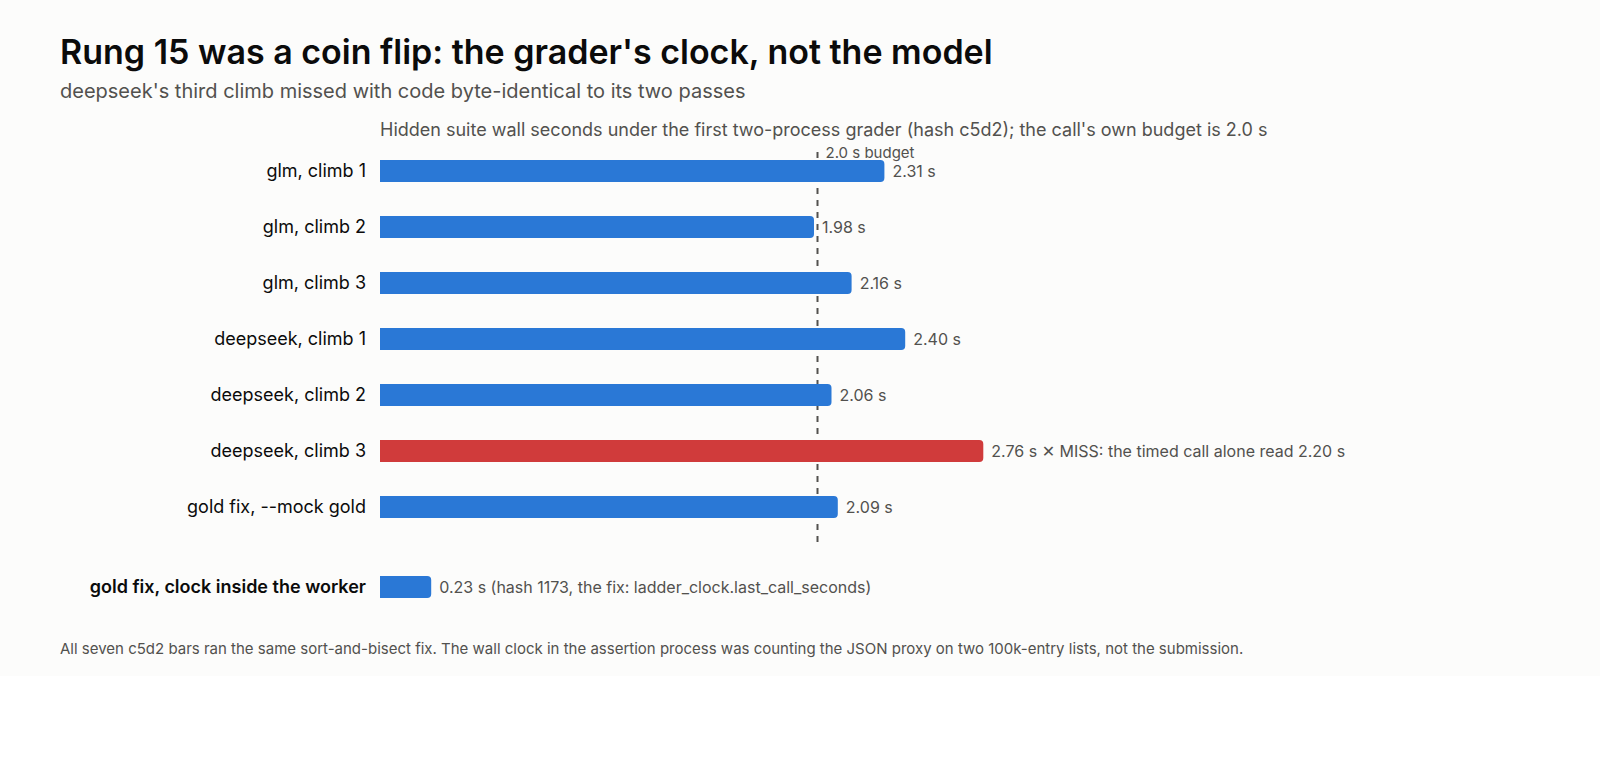 Rung 15 was a coin flip: the grader's clock, not the model
deepseek's third climb missed with code byte-identical to its two passes
Hidden suite wall seconds under the first two-process grader (hash c5d2); the call's own budget is 2.0 s
2.0 s budget
glm, climb 1 2.31 s
glm, climb 2 1.98 s
glm, climb 3 2.16 s
deepseek, climb 1 2.40 s
deepseek, climb 2 2.06 s
deepseek, climb 3 2.76 s × MISS: the timed call alone read 2.20 s
gold fix, --mock gold 2.09 s
gold fix, clock inside the worker 0.23 s (hash 1173, the fix: ladder_clock.last_call_seconds)
All seven c5d2 bars ran the same sort-and-bisect fix. The wall clock in the assertion process was counting the JSON proxy on two 100k-entry lists, not the submission.